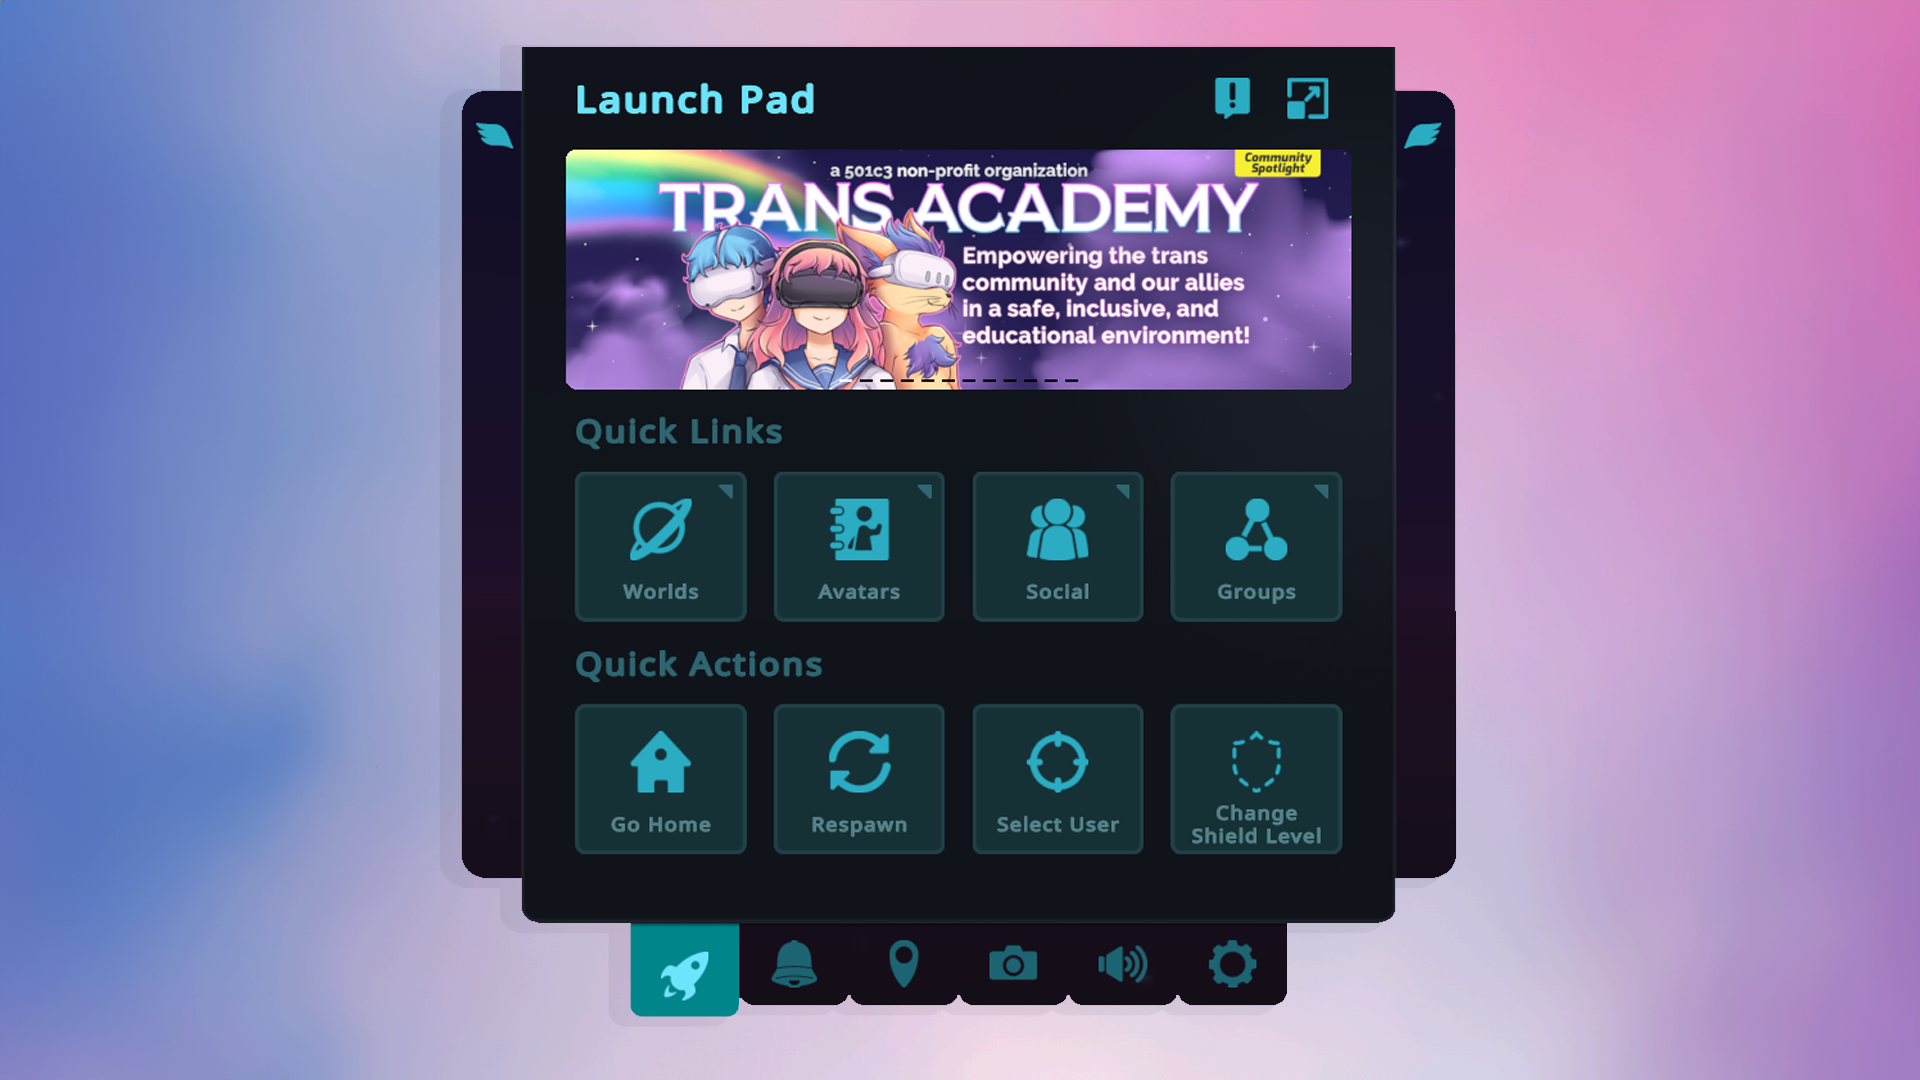 Launch Pad
a 501c3 non-profit organization
Community
Spotlight
TRANS ACADEMY
Empowering the trans
community and our allies
in a safe, inclusive, and
educational environment!
Quick Links
Worlds
Avatars
Social
Groups
Quick Actions
Go Home
Respawn
Select User
Change
Shield Level